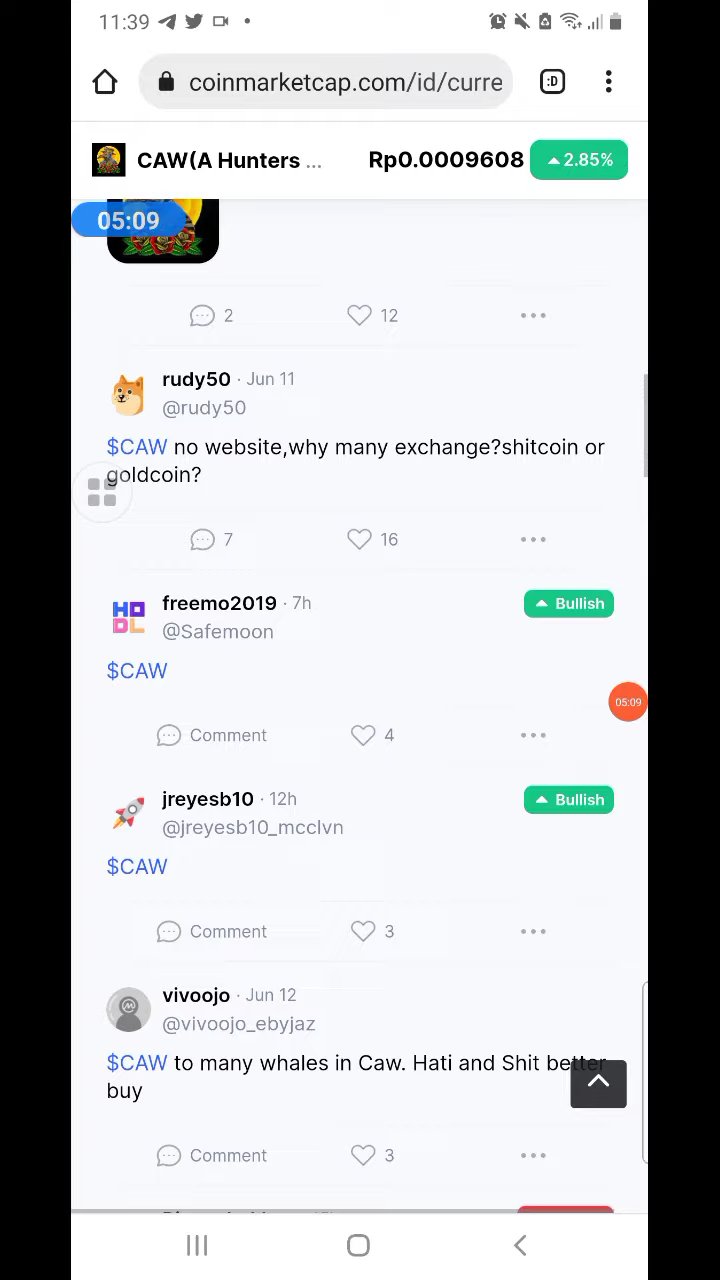 11:39
coinmarketcap.com/id/curre
:D
CAW(A Hunters ... Rp0.0009608 2.85%
05:09
2 12
rudy50 · Jun 11
@rudy50
$CAW no website,why many exchange?shitcoin or
goldcoin?
7 16
freemo2019 · 7h Bullish
@Safemoon
$CAW
05:09
Comment 4
jreyesb10 · 12h Bullish
@jreyesb10_mcclvn
$CAW
Comment 3
vivoojo · Jun 12
@vivoojo_ebyjaz
$CAW to many whales in Caw. Hati and Shit better
buy
Comment 3